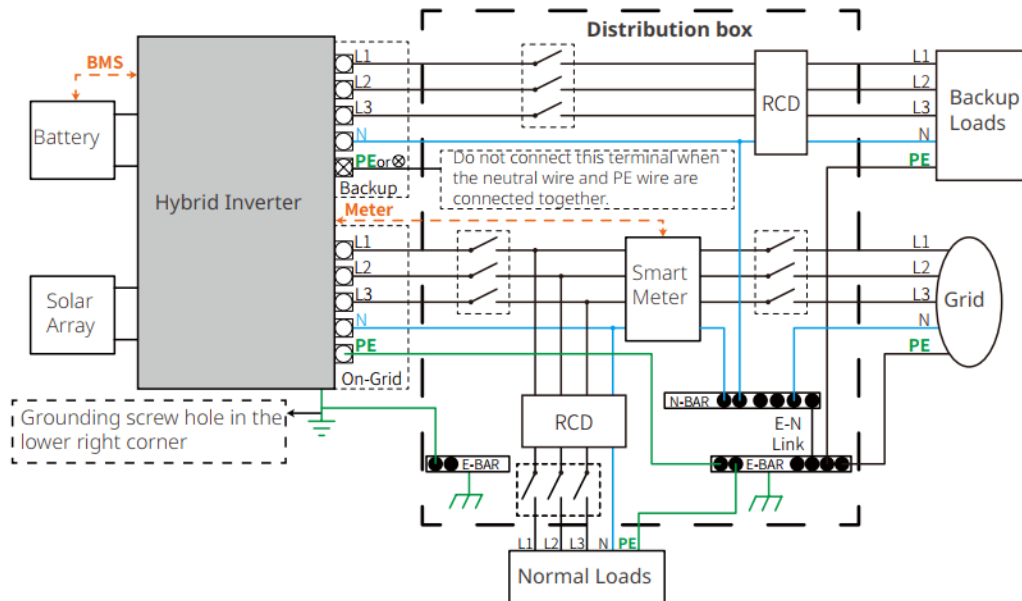 Distribution box
BMS
Battery
Hybrid Inverter
L1
L2
L3
N
PE or
Backup
Do not connect this terminal when
the neutral wire and PE wire are
connected together.
RCD
L1
L2
L3
N
PE
Backup
Loads
Meter
Solar
Array
L1
L2
L3
N
PE
On-Grid
Smart
Meter
L1
L2
L3
N
PE
Grid
Grounding screw hole in the
lower right corner
RCD
N-BAR
E-N
Link
E-BAR
E-BAR
L1 L2 L3 N PE
Normal Loads